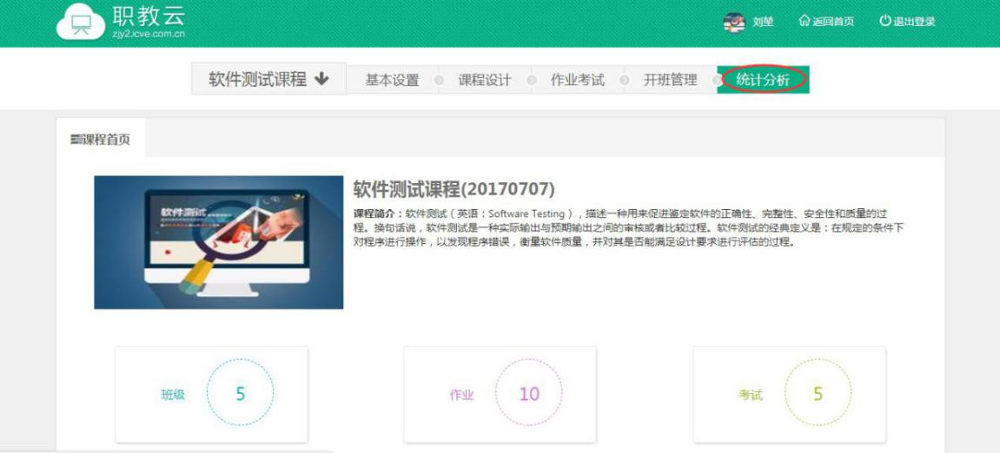 职教云
zjy2.icve.com.cn
刘堃 返回首页 退出登录
软件测试课程 基本设置 课程设计 作业考试 开班管理 统计分析
课程首页
软件测试
软件测试课程(20170707)
课程简介：软件测试（英语：Software Testing），描述一种用来促进鉴定软件的正确性、完整性、安全性和质量的过
程。换句话说，软件测试是一种实际输出与预期输出之间的审核或者比较过程。软件测试的经典定义是：在规定的条件下
对程序进行操作，以发现程序错误，衡量软件质量，并对其是否能满足设计要求进行评估的过程。
班级 5
作业 10
考试 5